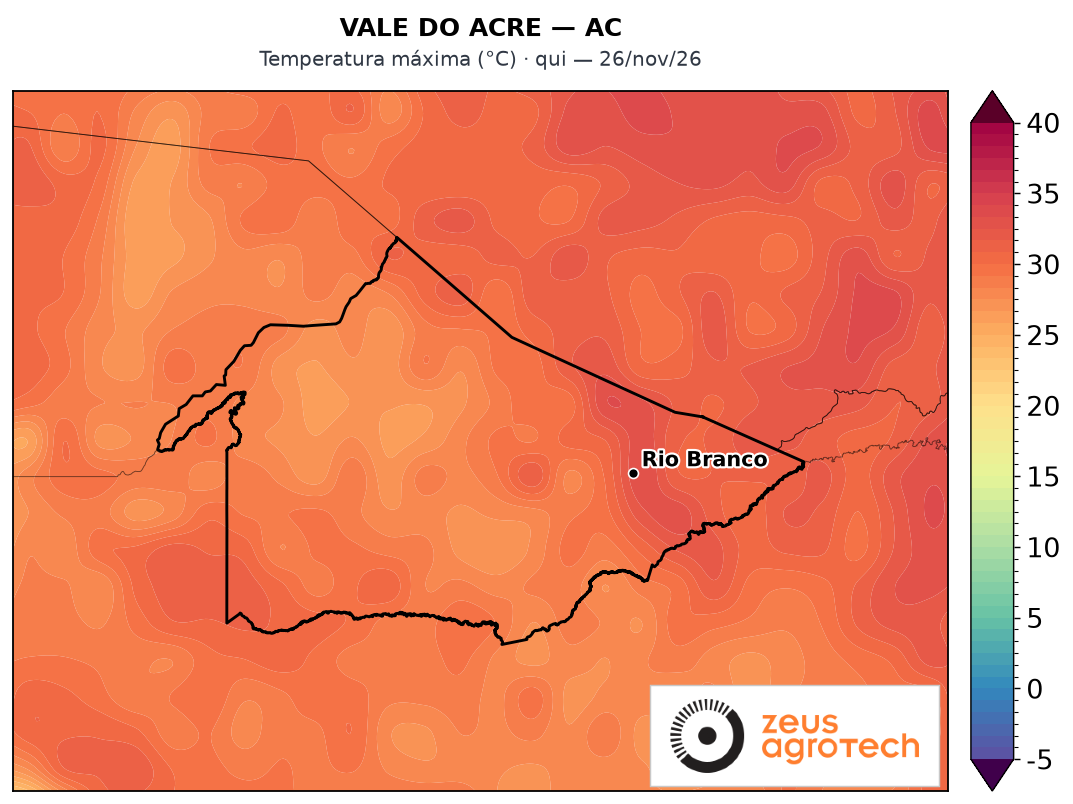 VALE DO ACRE — AC
Temperatura máxima (°C) · qui — 26/nov/26
40
35
30
25
20
15
10
5
0
-5
Rio Branco
zeus
agrotech